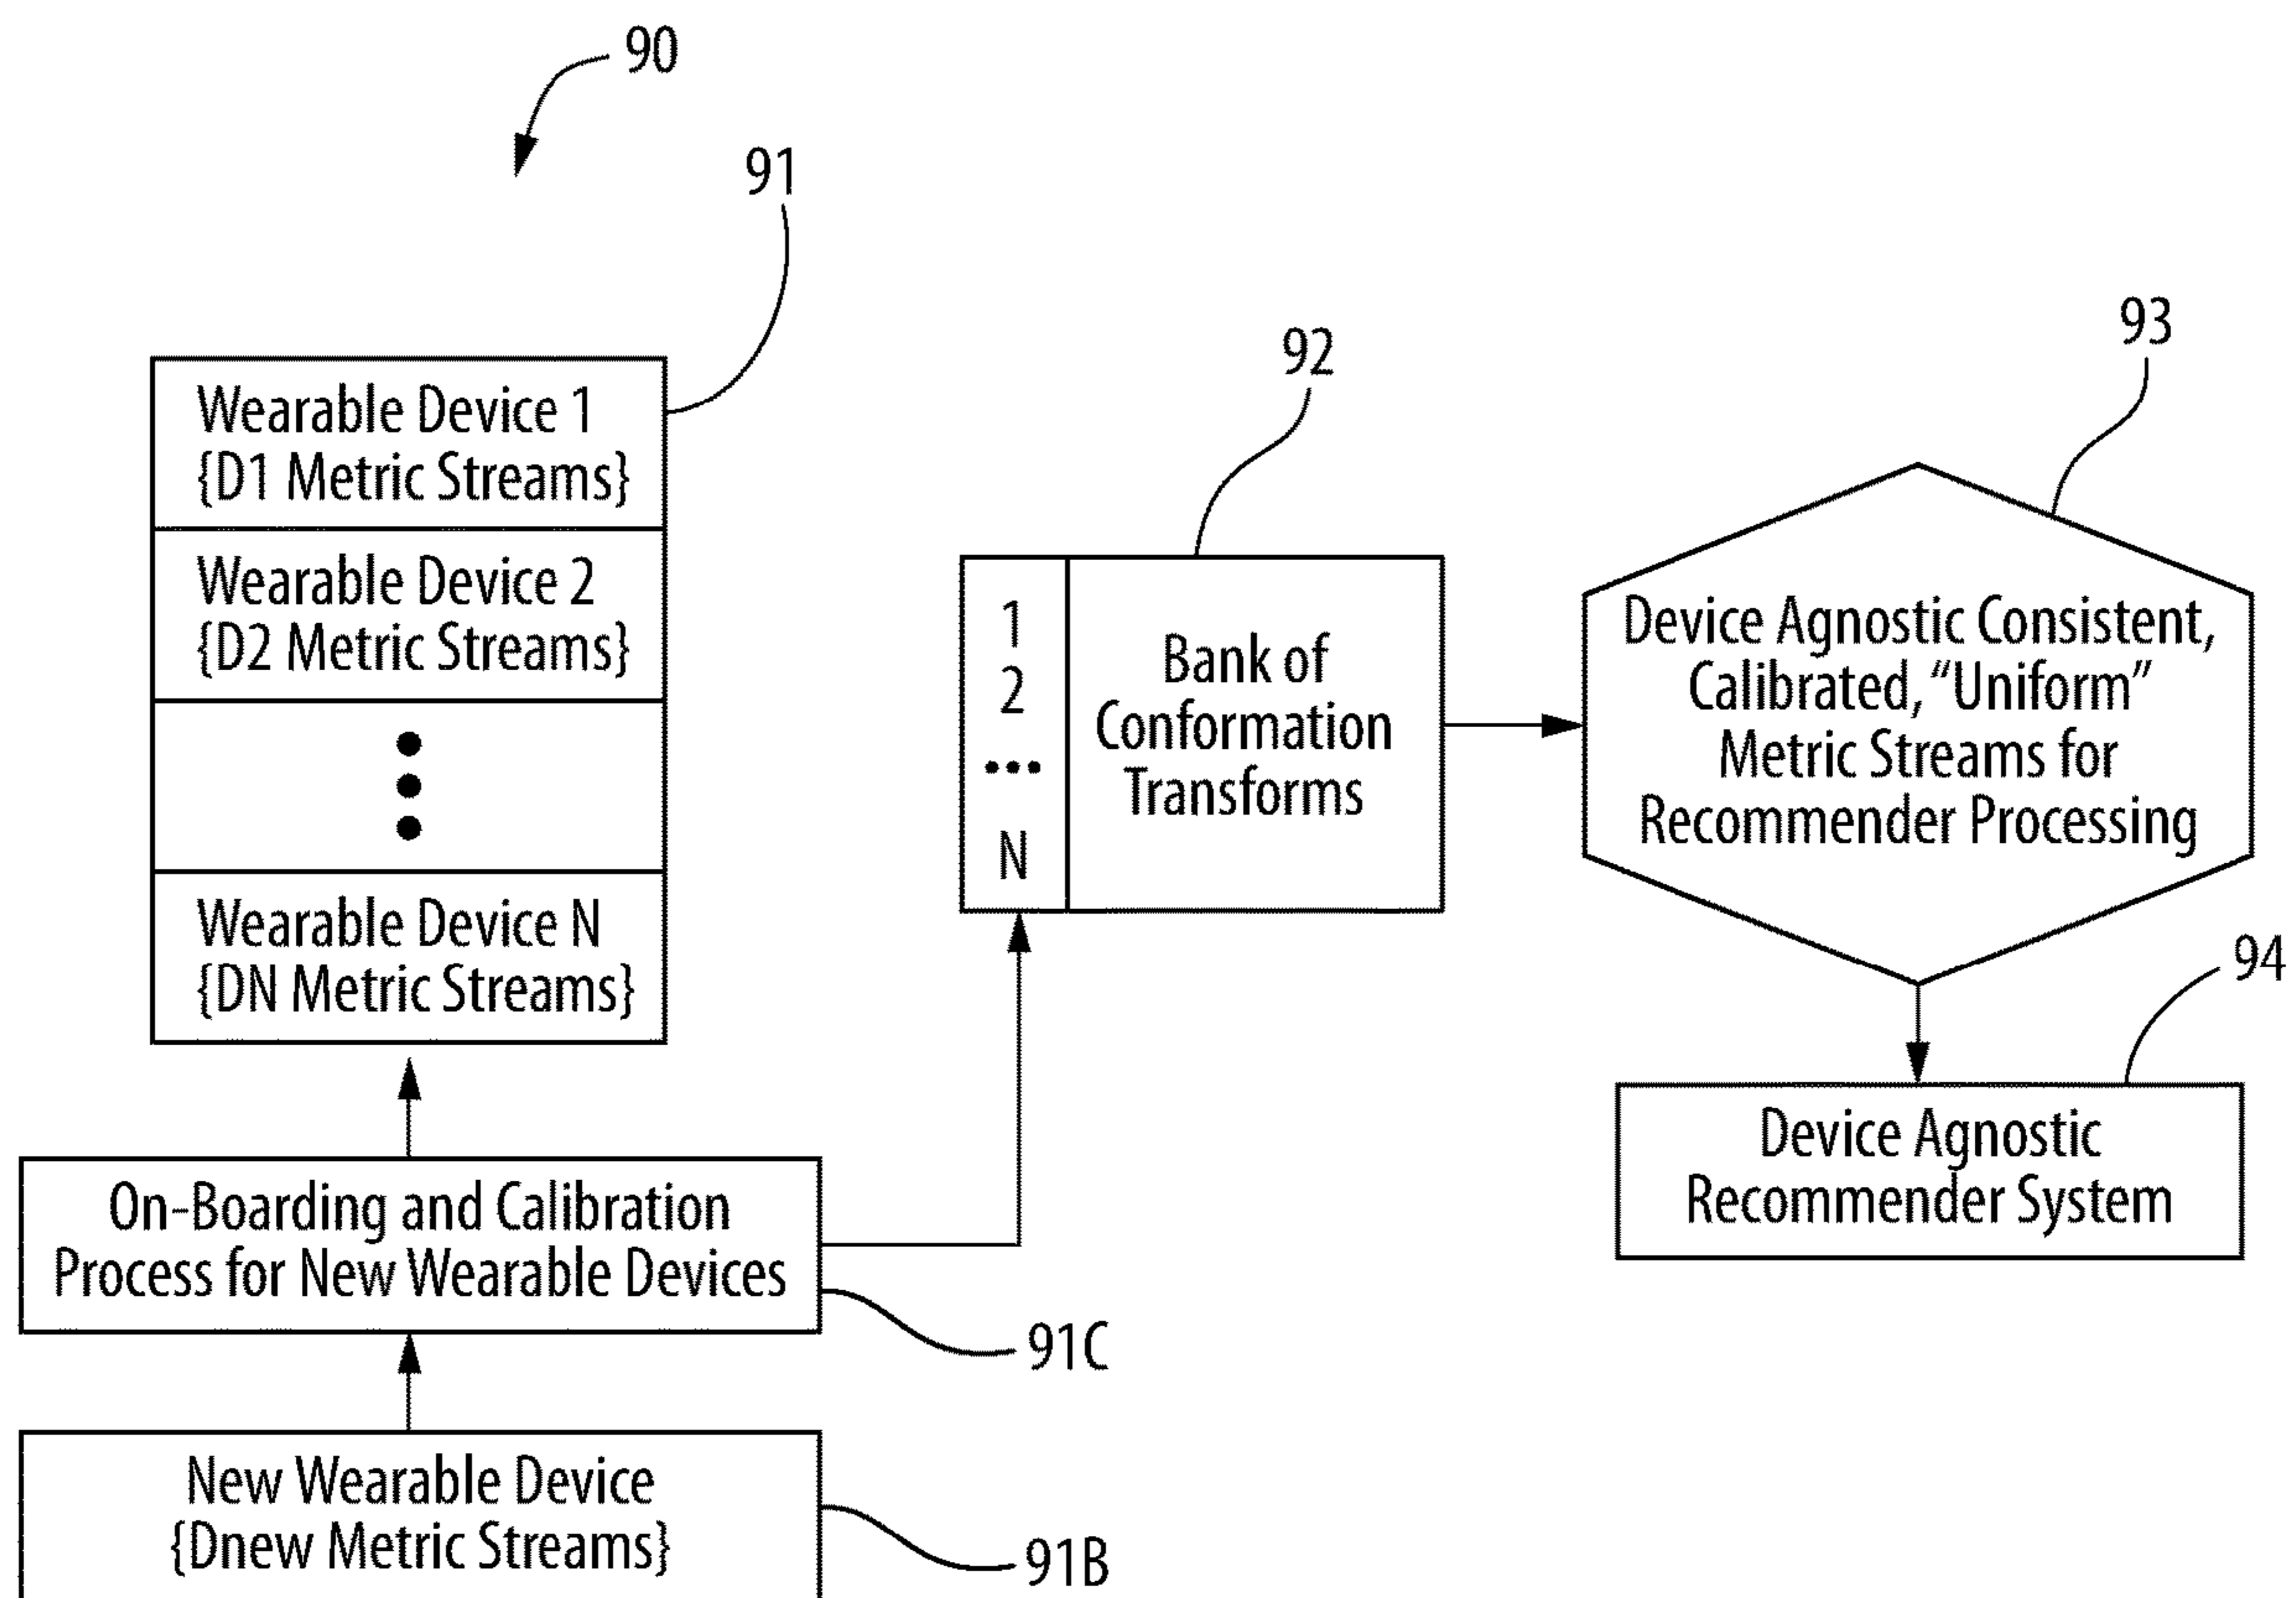 90
91
Wearable Device 1
{D1 Metric Streams}
Wearable Device 2
{D2 Metric Streams}
Wearable Device N
{DN Metric Streams}
On-Boarding and Calibration
Process for New Wearable Devices
91C
New Wearable Device
{Dnew Metric Streams}
91B
92
1
2
...
N
Bank of
Conformation
Transforms
93
Device Agnostic Consistent,
Calibrated, “Uniform”
Metric Streams for
Recommender Processing
94
Device Agnostic
Recommender System